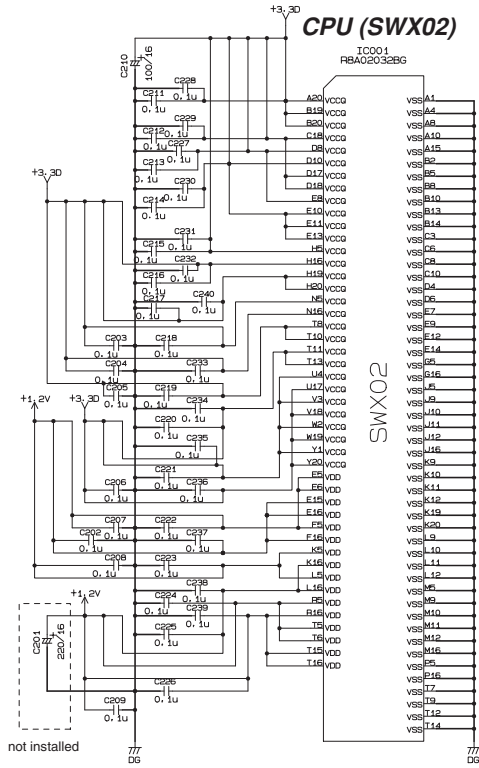 +3.3D
CPU (SWX02)
IC001
R8A02032BG
C210
100/16
C228
0.1u
C211
0.1u
C229
0.1u
C212
0.1u
C227
0.1u
C213
0.1u
C230
0.1u
C214
0.1u
C231
0.1u
C215
0.1u
C232
0.1u
C216
0.1u
C217
0.1u
C240
0.1u
+3.3D
C203
0.1u
C218
0.1u
C204
0.1u
C233
0.1u
C205
0.1u
C219
0.1u
C234
0.1u
+1.2V
+3.3D
C220
0.1u
C235
0.1u
C221
0.1u
C206
0.1u
C236
0.1u
C207
0.1u
C222
0.1u
C202
0.1u
C237
0.1u
C208
0.1u
C223
0.1u
C238
0.1u
+1.2V
C224
0.1u
C239
0.1u
C201
220/16
C225
0.1u
C226
0.1u
C209
0.1u
not installed
DG
A20 VCCQ
B19 VCCQ
B20 VCCQ
C18 VCCQ
D8 VCCQ
D10 VCCQ
D17 VCCQ
D18 VCCQ
E8 VCCQ
E10 VCCQ
E11 VCCQ
E13 VCCQ
H5 VCCQ
H16 VCCQ
H19 VCCQ
H20 VCCQ
N5 VCCQ
N16 VCCQ
T8 VCCQ
T10 VCCQ
T11 VCCQ
T13 VCCQ
U4 VCCQ
U17 VCCQ
V3 VCCQ
V18 VCCQ
W2 VCCQ
W19 VCCQ
Y1 VCCQ
Y20 VCCQ
E5 VDD
E6 VDD
E15 VDD
E16 VDD
F5 VDD
F16 VDD
K5 VDD
K16 VDD
L5 VDD
L16 VDD
R5 VDD
R16 VDD
T5 VDD
T6 VDD
T15 VDD
T16 VDD
SWX02
VSS A1
VSS A4
VSS A8
VSS A10
VSS A15
VSS B2
VSS B5
VSS B8
VSS B10
VSS B13
VSS B14
VSS C3
VSS C6
VSS C8
VSS C10
VSS D4
VSS D6
VSS E7
VSS E9
VSS E12
VSS E14
VSS G5
VSS G16
VSS J5
VSS J9
VSS J10
VSS J11
VSS J12
VSS J16
VSS K9
VSS K10
VSS K11
VSS K12
VSS K19
VSS K20
VSS L9
VSS L10
VSS L11
VSS L12
VSS M5
VSS M9
VSS M10
VSS M11
VSS M12
VSS M16
VSS P5
VSS P16
VSS T7
VSS T9
VSS T12
VSS T14
DG